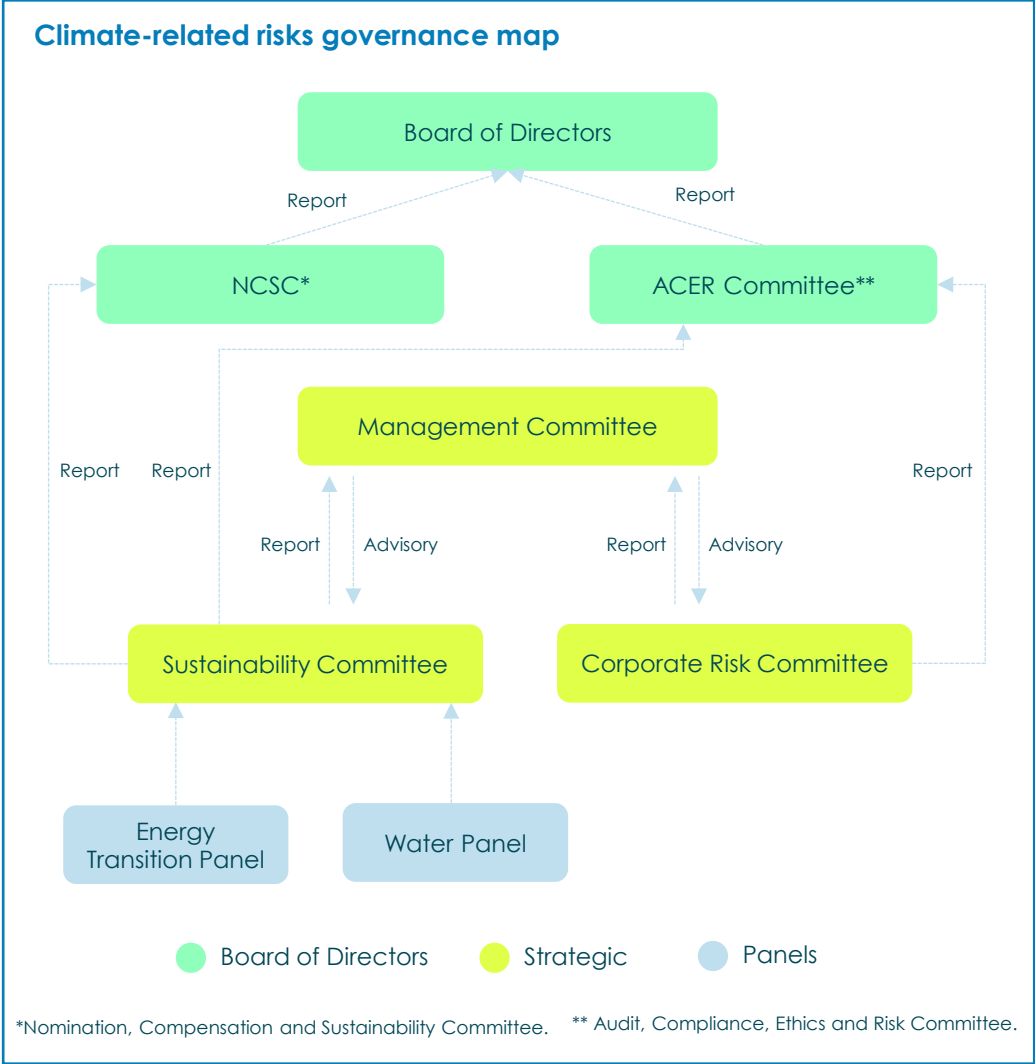 Climate-related risks governance map
Board of Directors
Report
Report
NCSC*
ACER Committee**
Management Committee
Report
Report
Report
Report
Advisory
Report
Advisory
Sustainability Committee
Corporate Risk Committee
Energy
Transition Panel
Water Panel
Board of Directors
Strategic
Panels
*Nomination, Compensation and Sustainability Committee.
** Audit, Compliance, Ethics and Risk Committee.